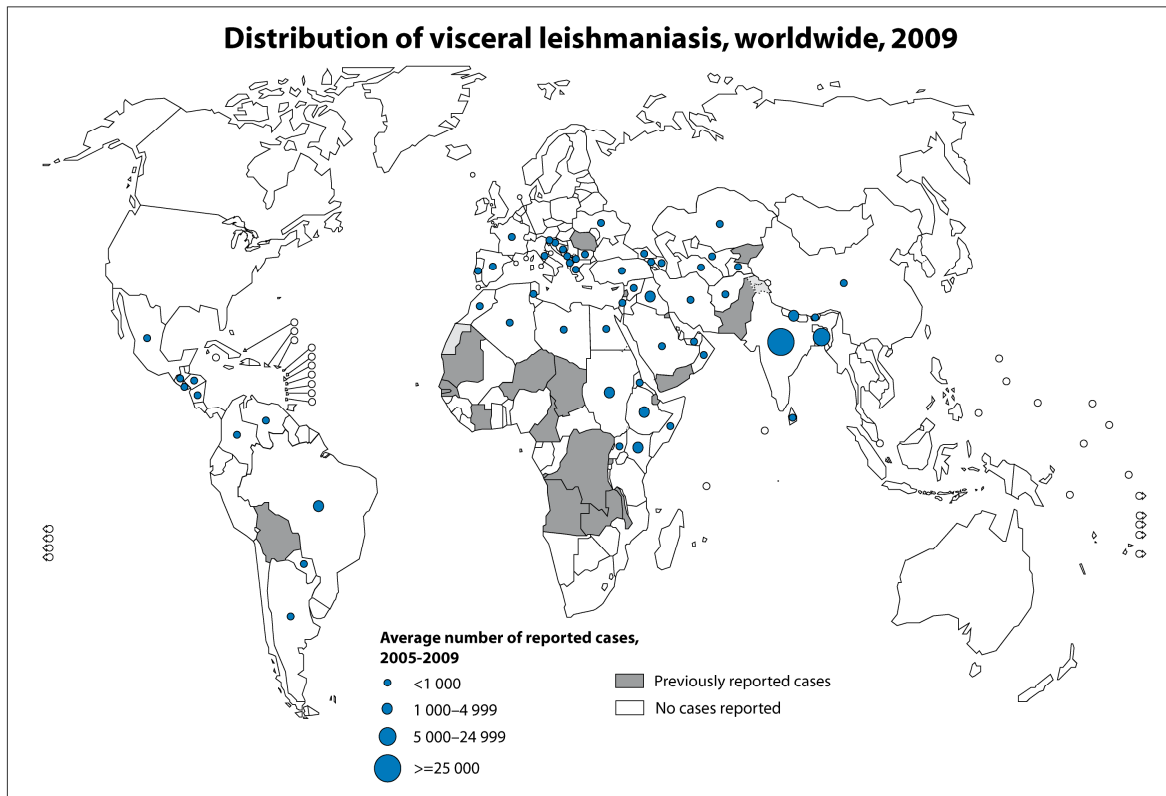 Distribution of visceral leishmaniasis, worldwide, 2009
Average number of reported cases,
2005-2009
<1 000
1 000–4 999
5 000–24 999
>=25 000
Previously reported cases
No cases reported